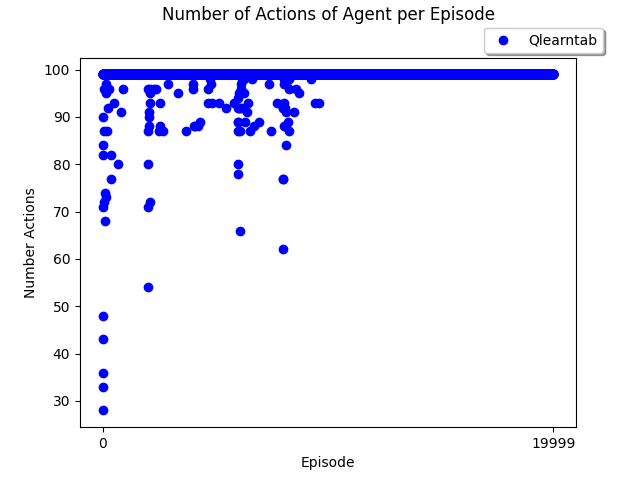 Number of Actions of Agent per Episode
Qlearntab
100
90
80
70
60
50
40
30
Number Actions
0
19999
Episode